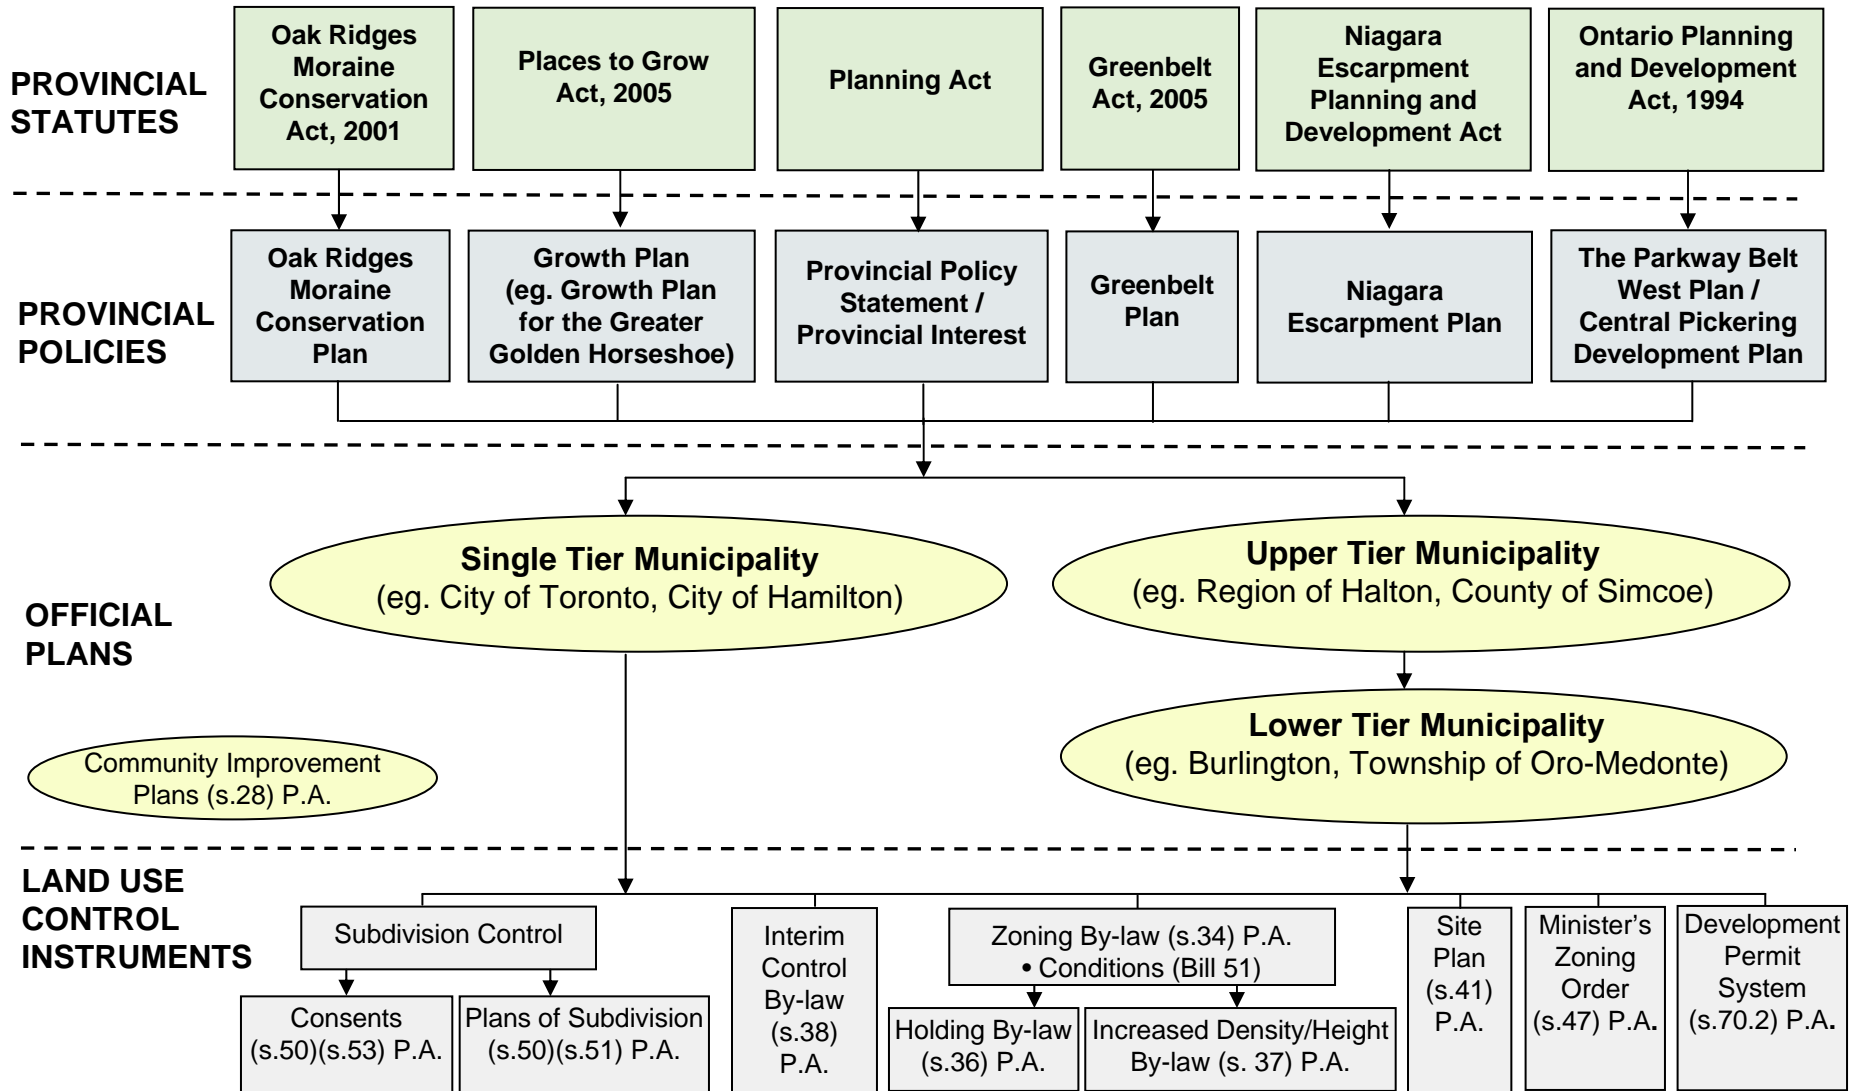 PROVINCIAL
STATUTES
Oak Ridges
Moraine
Conservation
Act, 2001
Places to Grow
Act, 2005
Planning Act
Greenbelt
Act, 2005
Niagara
Escarpment
Planning and
Development Act
Ontario Planning
and Development
Act, 1994
PROVINCIAL
POLICIES
Oak Ridges
Moraine
Conservation
Plan
Growth Plan
(eg. Growth Plan
for the Greater
Golden Horseshoe)
Provincial Policy
Statement /
Provincial Interest
Greenbelt
Plan
Niagara
Escarpment Plan
The Parkway Belt
West Plan /
Central Pickering
Development Plan
OFFICIAL
PLANS
Single Tier Municipality
(eg. City of Toronto, City of Hamilton)
Upper Tier Municipality
(eg. Region of Halton, County of Simcoe)
Lower Tier Municipality
(eg. Burlington, Township of Oro-Medonte)
Community Improvement
Plans (s.28) P.A.
LAND USE
CONTROL
INSTRUMENTS
Subdivision Control
Consents
(s.50)(s.53) P.A.
Plans of Subdivision
(s.50)(s.51) P.A.
Interim
Control
By-law
(s.38)
P.A.
Zoning By-law (s.34) P.A.
• Conditions (Bill 51)
Holding By-law
(s.36) P.A.
Increased Density/Height
By-law (s. 37) P.A.
Site
Plan
(s.41)
P.A.
Minister's
Zoning
Order
(s.47) P.A.
Development
Permit
System
(s.70.2) P.A.